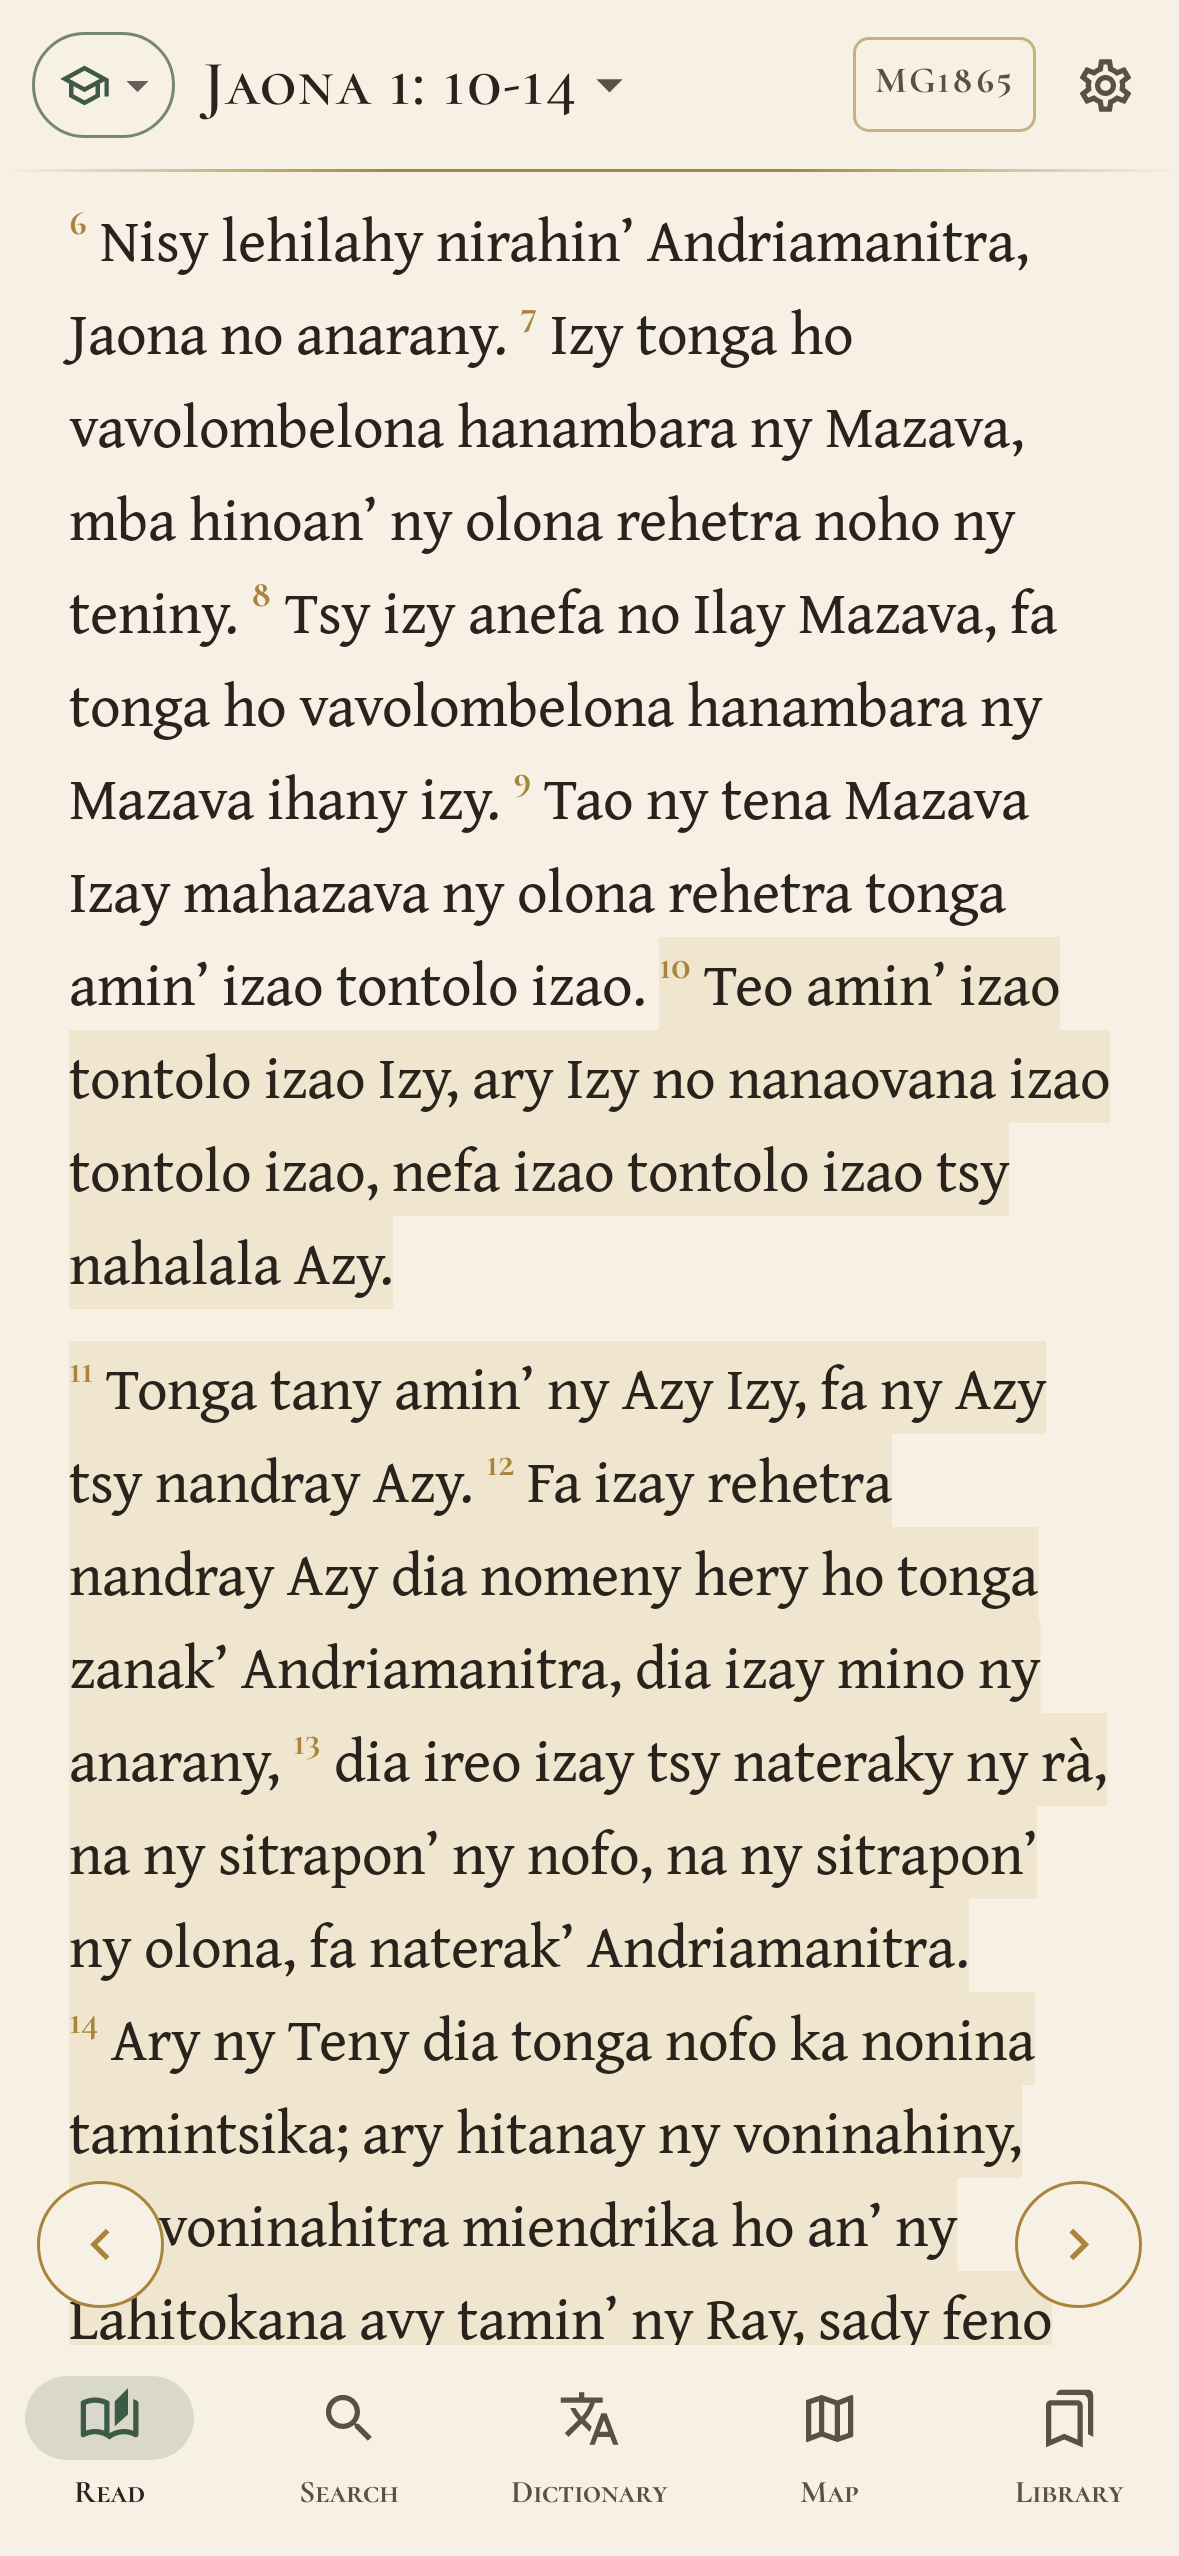 Jaona 1: 10-14
MG1865
6 Nisy lehilahy nirahin’ Andriamanitra,
Jaona no anarany. 7 Izy tonga ho
vavolombelona hanambara ny Mazava,
mba hinoan’ ny olona rehetra noho ny
teniny. 8 Tsy izy anefa no Ilay Mazava, fa
tonga ho vavolombelona hanambara ny
Mazava ihany izy. 9 Tao ny tena Mazava
Izay mahazava ny olona rehetra tonga
amin’ izao tontolo izao. 10 Teo amin’ izao
tontolo izao Izy, ary Izy no nanaovana izao
tontolo izao, nefa izao tontolo izao tsy
nahalala Azy.
11 Tonga tany amin’ ny Azy Izy, fa ny Azy
tsy nandray Azy. 12 Fa izay rehetra
nandray Azy dia nomeny hery ho tonga
zanak’ Andriamanitra, dia izay mino ny
anarany, 13 dia ireo izay tsy nateraky ny rà,
na ny sitrapon’ ny nofo, na ny sitrapon’
ny olona, fa naterak’ Andriamanitra.
14 Ary ny Teny dia tonga nofo ka nonina
tamintsika; ary hitanay ny voninahiny,
voninahitra miendrika ho an’ ny
Lahitokana avy tamin’ ny Ray, sady feno
Read
Search
Dictionary
Map
Library